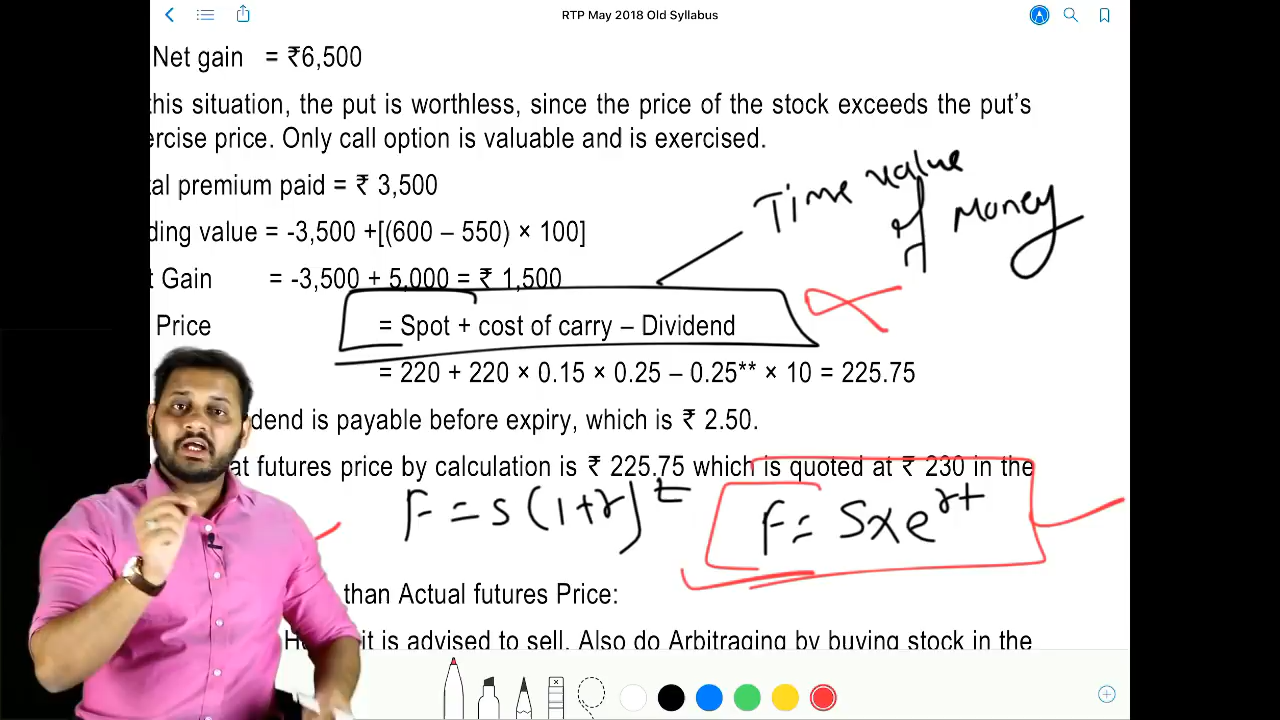 RTP May 2018 Old Syllabus
Net gain = ₹6,500
this situation, the put is worthless, since the price of the stock exceeds the put's
ercise price. Only call option is valuable and is exercised.
tal premium paid = ₹ 3,500
Time value
of Money
ding value = -3,500 +[(600 – 550) × 100]
t Gain = -3,500 + 5,000 = ₹ 1,500
Price = Spot + cost of carry – Dividend
= 220 + 220 × 0.15 × 0.25 – 0.25** × 10 = 225.75
dend is payable before expiry, which is ₹ 2.50.
at futures price by calculation is ₹ 225.75 which is quoted at ₹ 230 in the
F = S(1+r)^t F = S×e^rt
than Actual futures Price:
it is advised to sell. Also do Arbitraging by buying stock in the